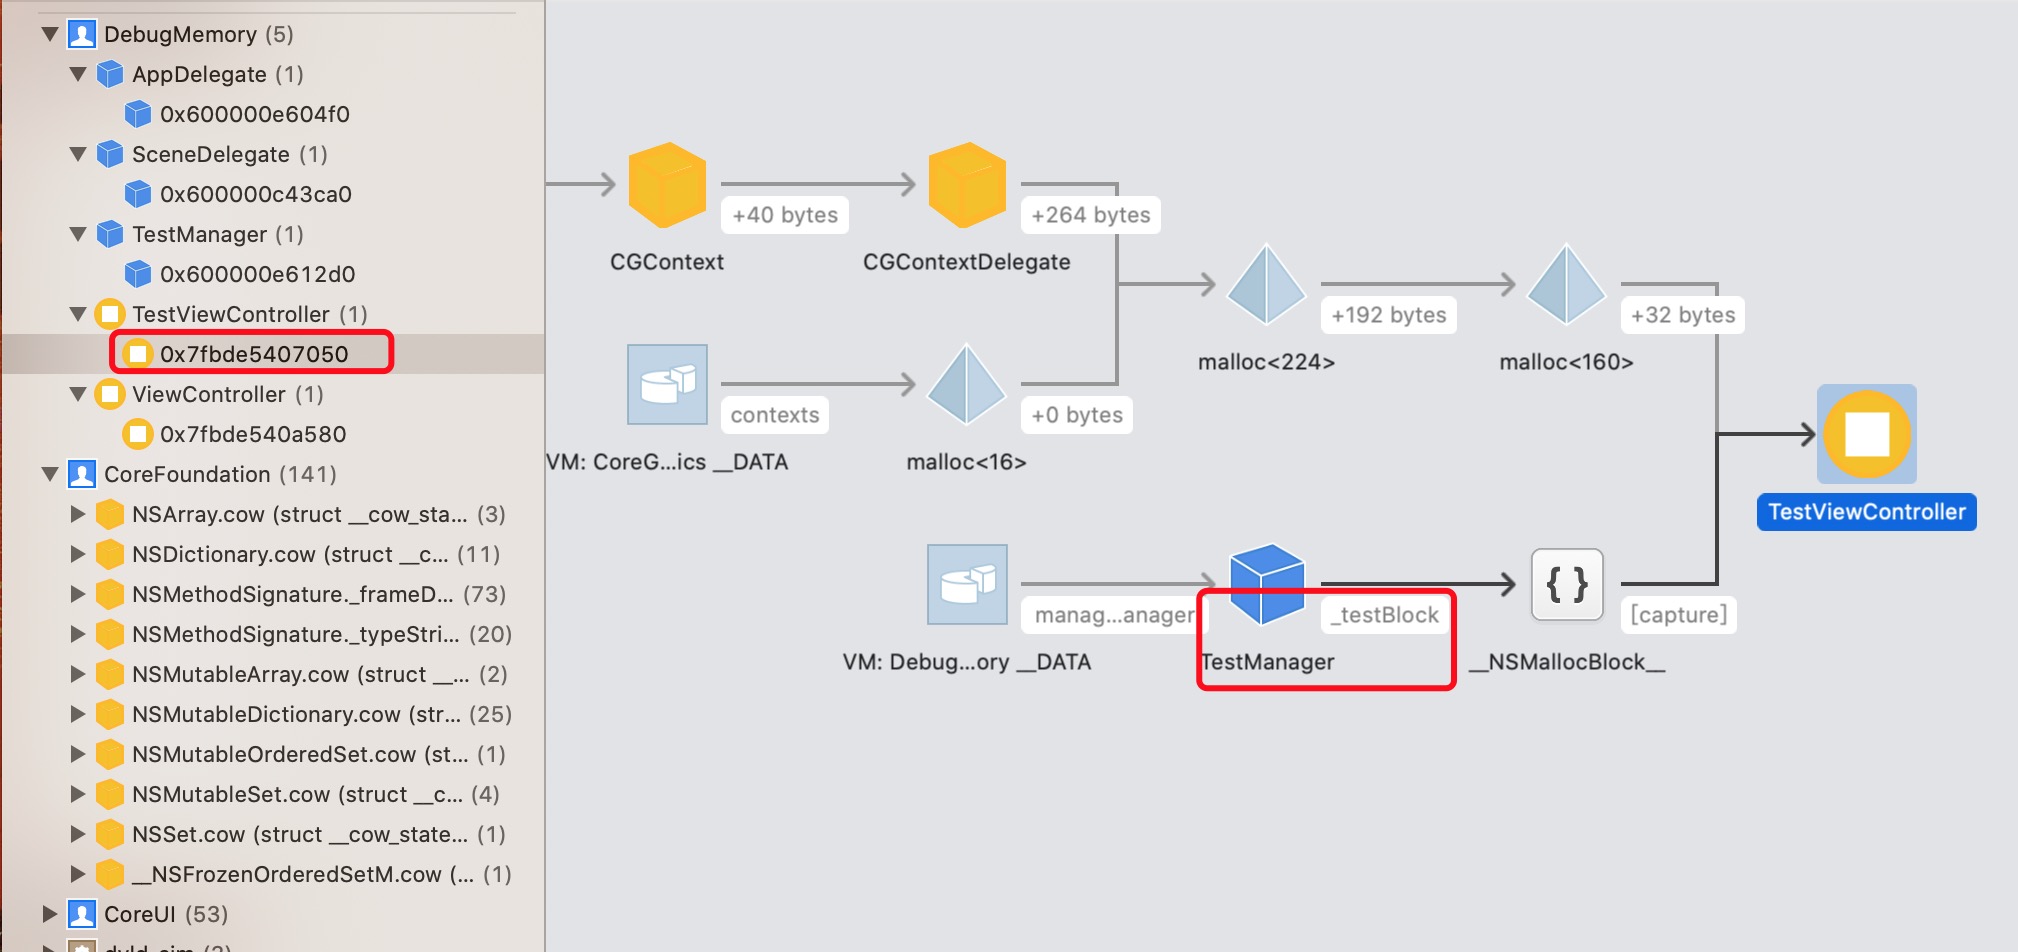 DebugMemory (5)
AppDelegate (1)
0x600000e604f0
SceneDelegate (1)
0x600000c43ca0
TestManager (1)
0x600000e612d0
TestViewController (1)
0x7fbde5407050
ViewController (1)
0x7fbde540a580
CoreFoundation (141)
NSArray.cow (struct __cow_sta... (3)
NSDictionary.cow (struct __c... (11)
NSMethodSignature._frameD... (73)
NSMethodSignature._typeStri... (20)
NSMutableArray.cow (struct __... (2)
NSMutableDictionary.cow (str... (25)
NSMutableOrderedSet.cow (st... (1)
NSMutableSet.cow (struct __c... (4)
NSSet.cow (struct __cow_state... (1)
__NSFrozenOrderedSetM.cow (... (1)
CoreUI (53)
+40 bytes
+264 bytes
CGContext
CGContextDelegate
+192 bytes
+32 bytes
malloc<224>
malloc<160>
contexts
+0 bytes
VM: CoreG...ics __DATA
malloc<16>
TestViewController
manag...anager
_testBlock
[capture]
VM: Debug...ory __DATA
TestManager
__NSMallocBlock__